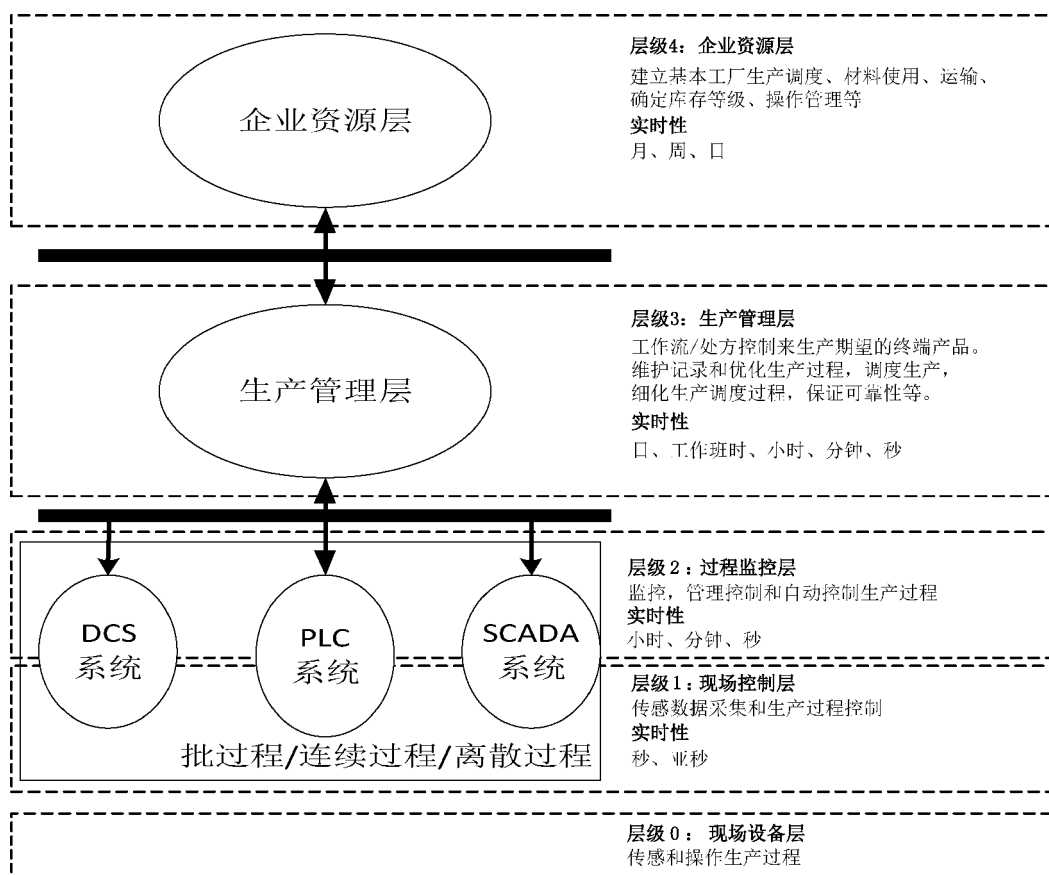 企业资源层
层级4：企业资源层
建立基本工厂生产调度、材料使用、运输、
确定库存等级、操作管理等
实时性
月、周、日
生产管理层
层级3：生产管理层
工作流/处方控制来生产期望的终端产品。
维护记录和优化生产过程，调度生产，
细化生产调度过程，保证可靠性等。
实时性
日、工作班时、小时、分钟、秒
DCS
系统
PLC
系统
SCADA
系统
批过程/连续过程/离散过程
层级2：过程监控层
监控，管理控制和自动控制生产过程
实时性
小时、分钟、秒
层级1：现场控制层
传感数据采集和生产过程控制
实时性
秒、亚秒
层级0： 现场设备层
传感和操作生产过程